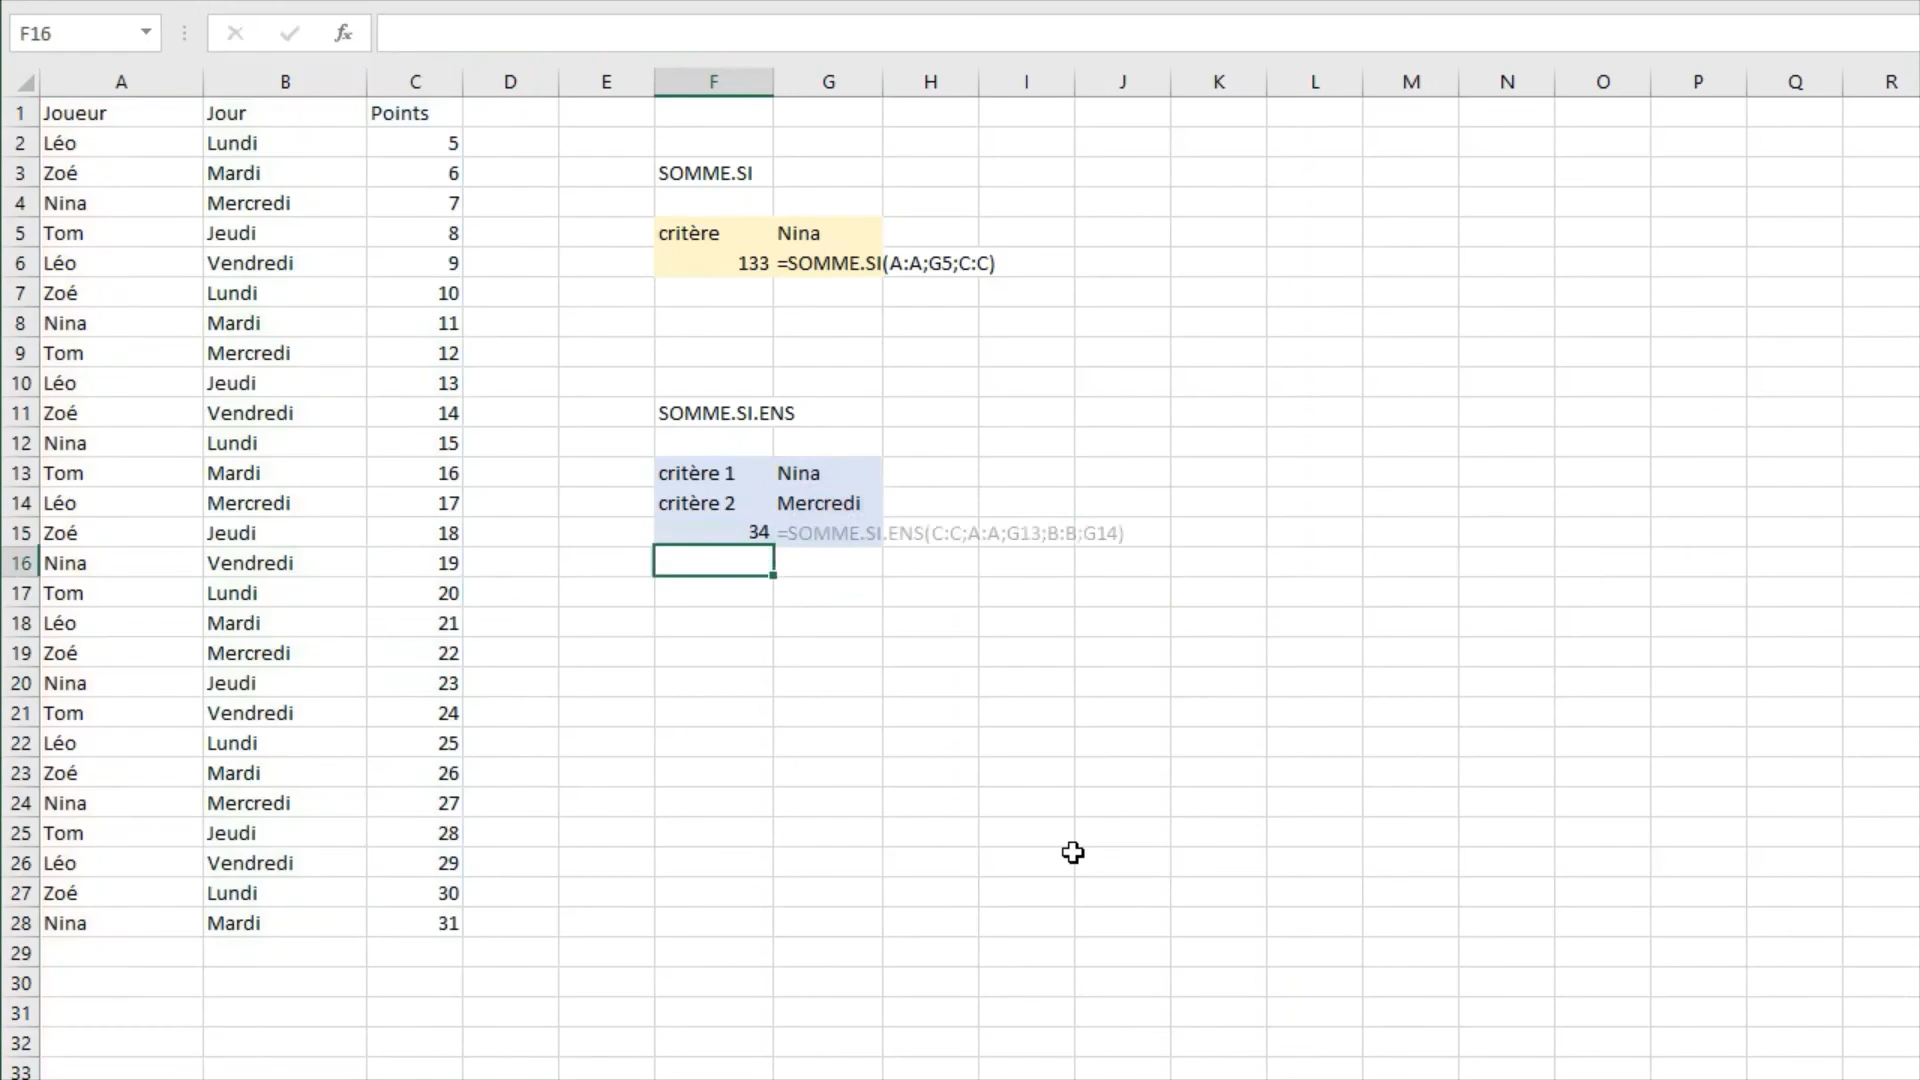 F16 fx
A B C D E F G H I J K L M N O P Q R
1 Joueur Jour Points
2 Léo Lundi 5
3 Zoé Mardi 6 SOMME.SI
4 Nina Mercredi 7
5 Tom Jeudi 8 critère Nina
6 Léo Vendredi 9 133 =SOMME.SI(A:A;G5;C:C)
7 Zoé Lundi 10
8 Nina Mardi 11
9 Tom Mercredi 12
10 Léo Jeudi 13
11 Zoé Vendredi 14 SOMME.SI.ENS
12 Nina Lundi 15
13 Tom Mardi 16 critère 1 Nina
14 Léo Mercredi 17 critère 2 Mercredi
15 Zoé Jeudi 18 34 =SOMME.SI.ENS(C:C;A:A;G13;B:B;G14)
16 Nina Vendredi 19
17 Tom Lundi 20
18 Léo Mardi 21
19 Zoé Mercredi 22
20 Nina Jeudi 23
21 Tom Vendredi 24
22 Léo Lundi 25
23 Zoé Mardi 26
24 Nina Mercredi 27
25 Tom Jeudi 28
26 Léo Vendredi 29
27 Zoé Lundi 30
28 Nina Mardi 31
29
30
31
32
33